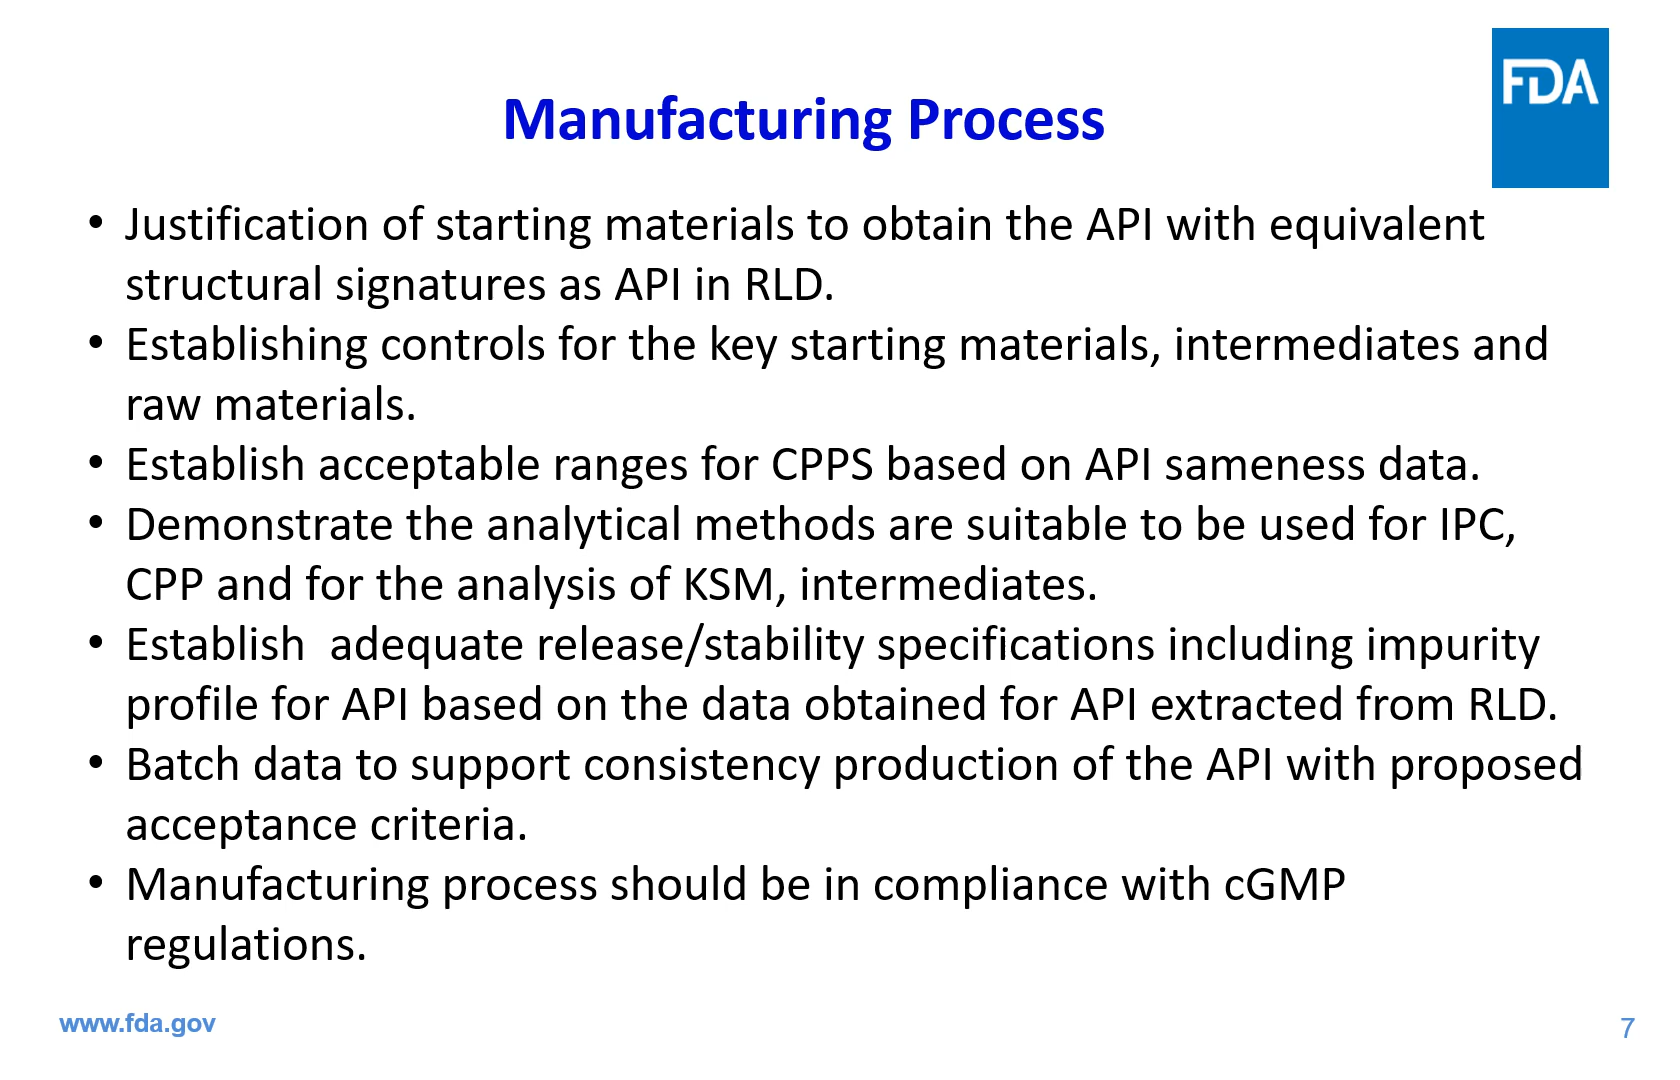 FDA
Manufacturing Process
• Justification of starting materials to obtain the API with equivalent
structural signatures as API in RLD.
• Establishing controls for the key starting materials, intermediates and
raw materials.
• Establish acceptable ranges for CPPS based on API sameness data.
• Demonstrate the analytical methods are suitable to be used for IPC,
CPP and for the analysis of KSM, intermediates.
• Establish  adequate release/stability specifications including impurity
profile for API based on the data obtained for API extracted from RLD.
• Batch data to support consistency production of the API with proposed
acceptance criteria.
• Manufacturing process should be in compliance with cGMP
regulations.
www.fda.gov
7